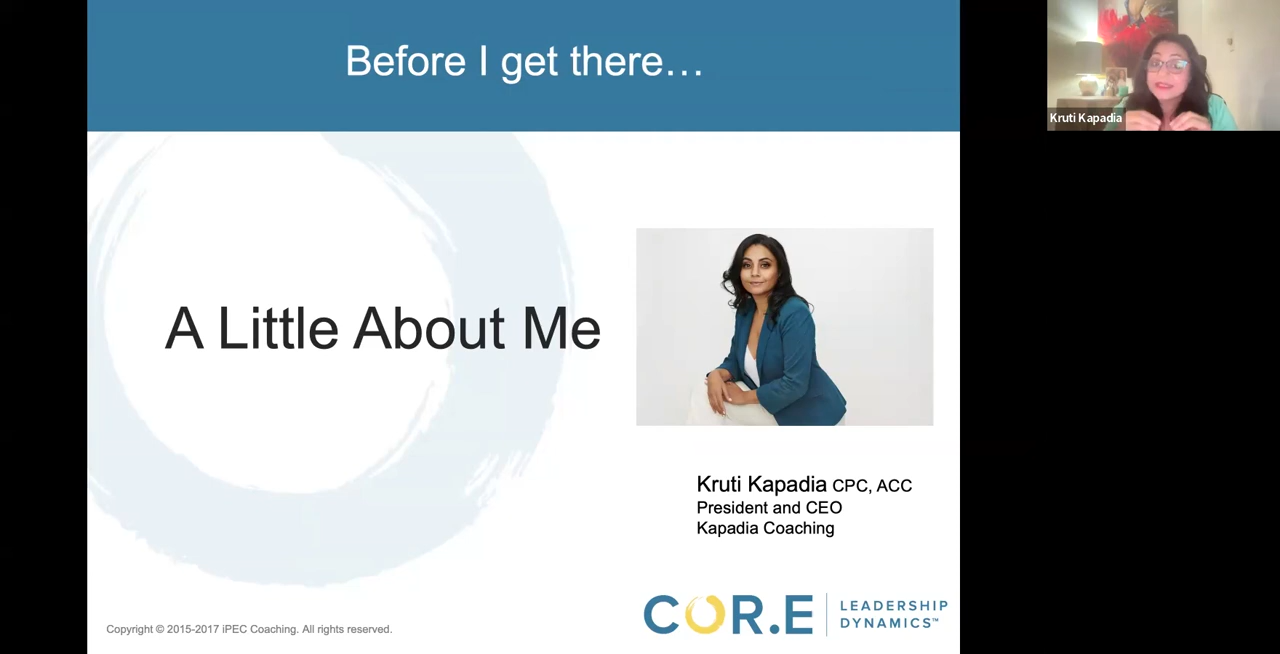 Before I get there…
Kruti Kapadia
A Little About Me
Kruti Kapadia CPC, ACC
President and CEO
Kapadia Coaching
COR.E LEADERSHIP DYNAMICS™
Copyright © 2015-2017 iPEC Coaching. All rights reserved.